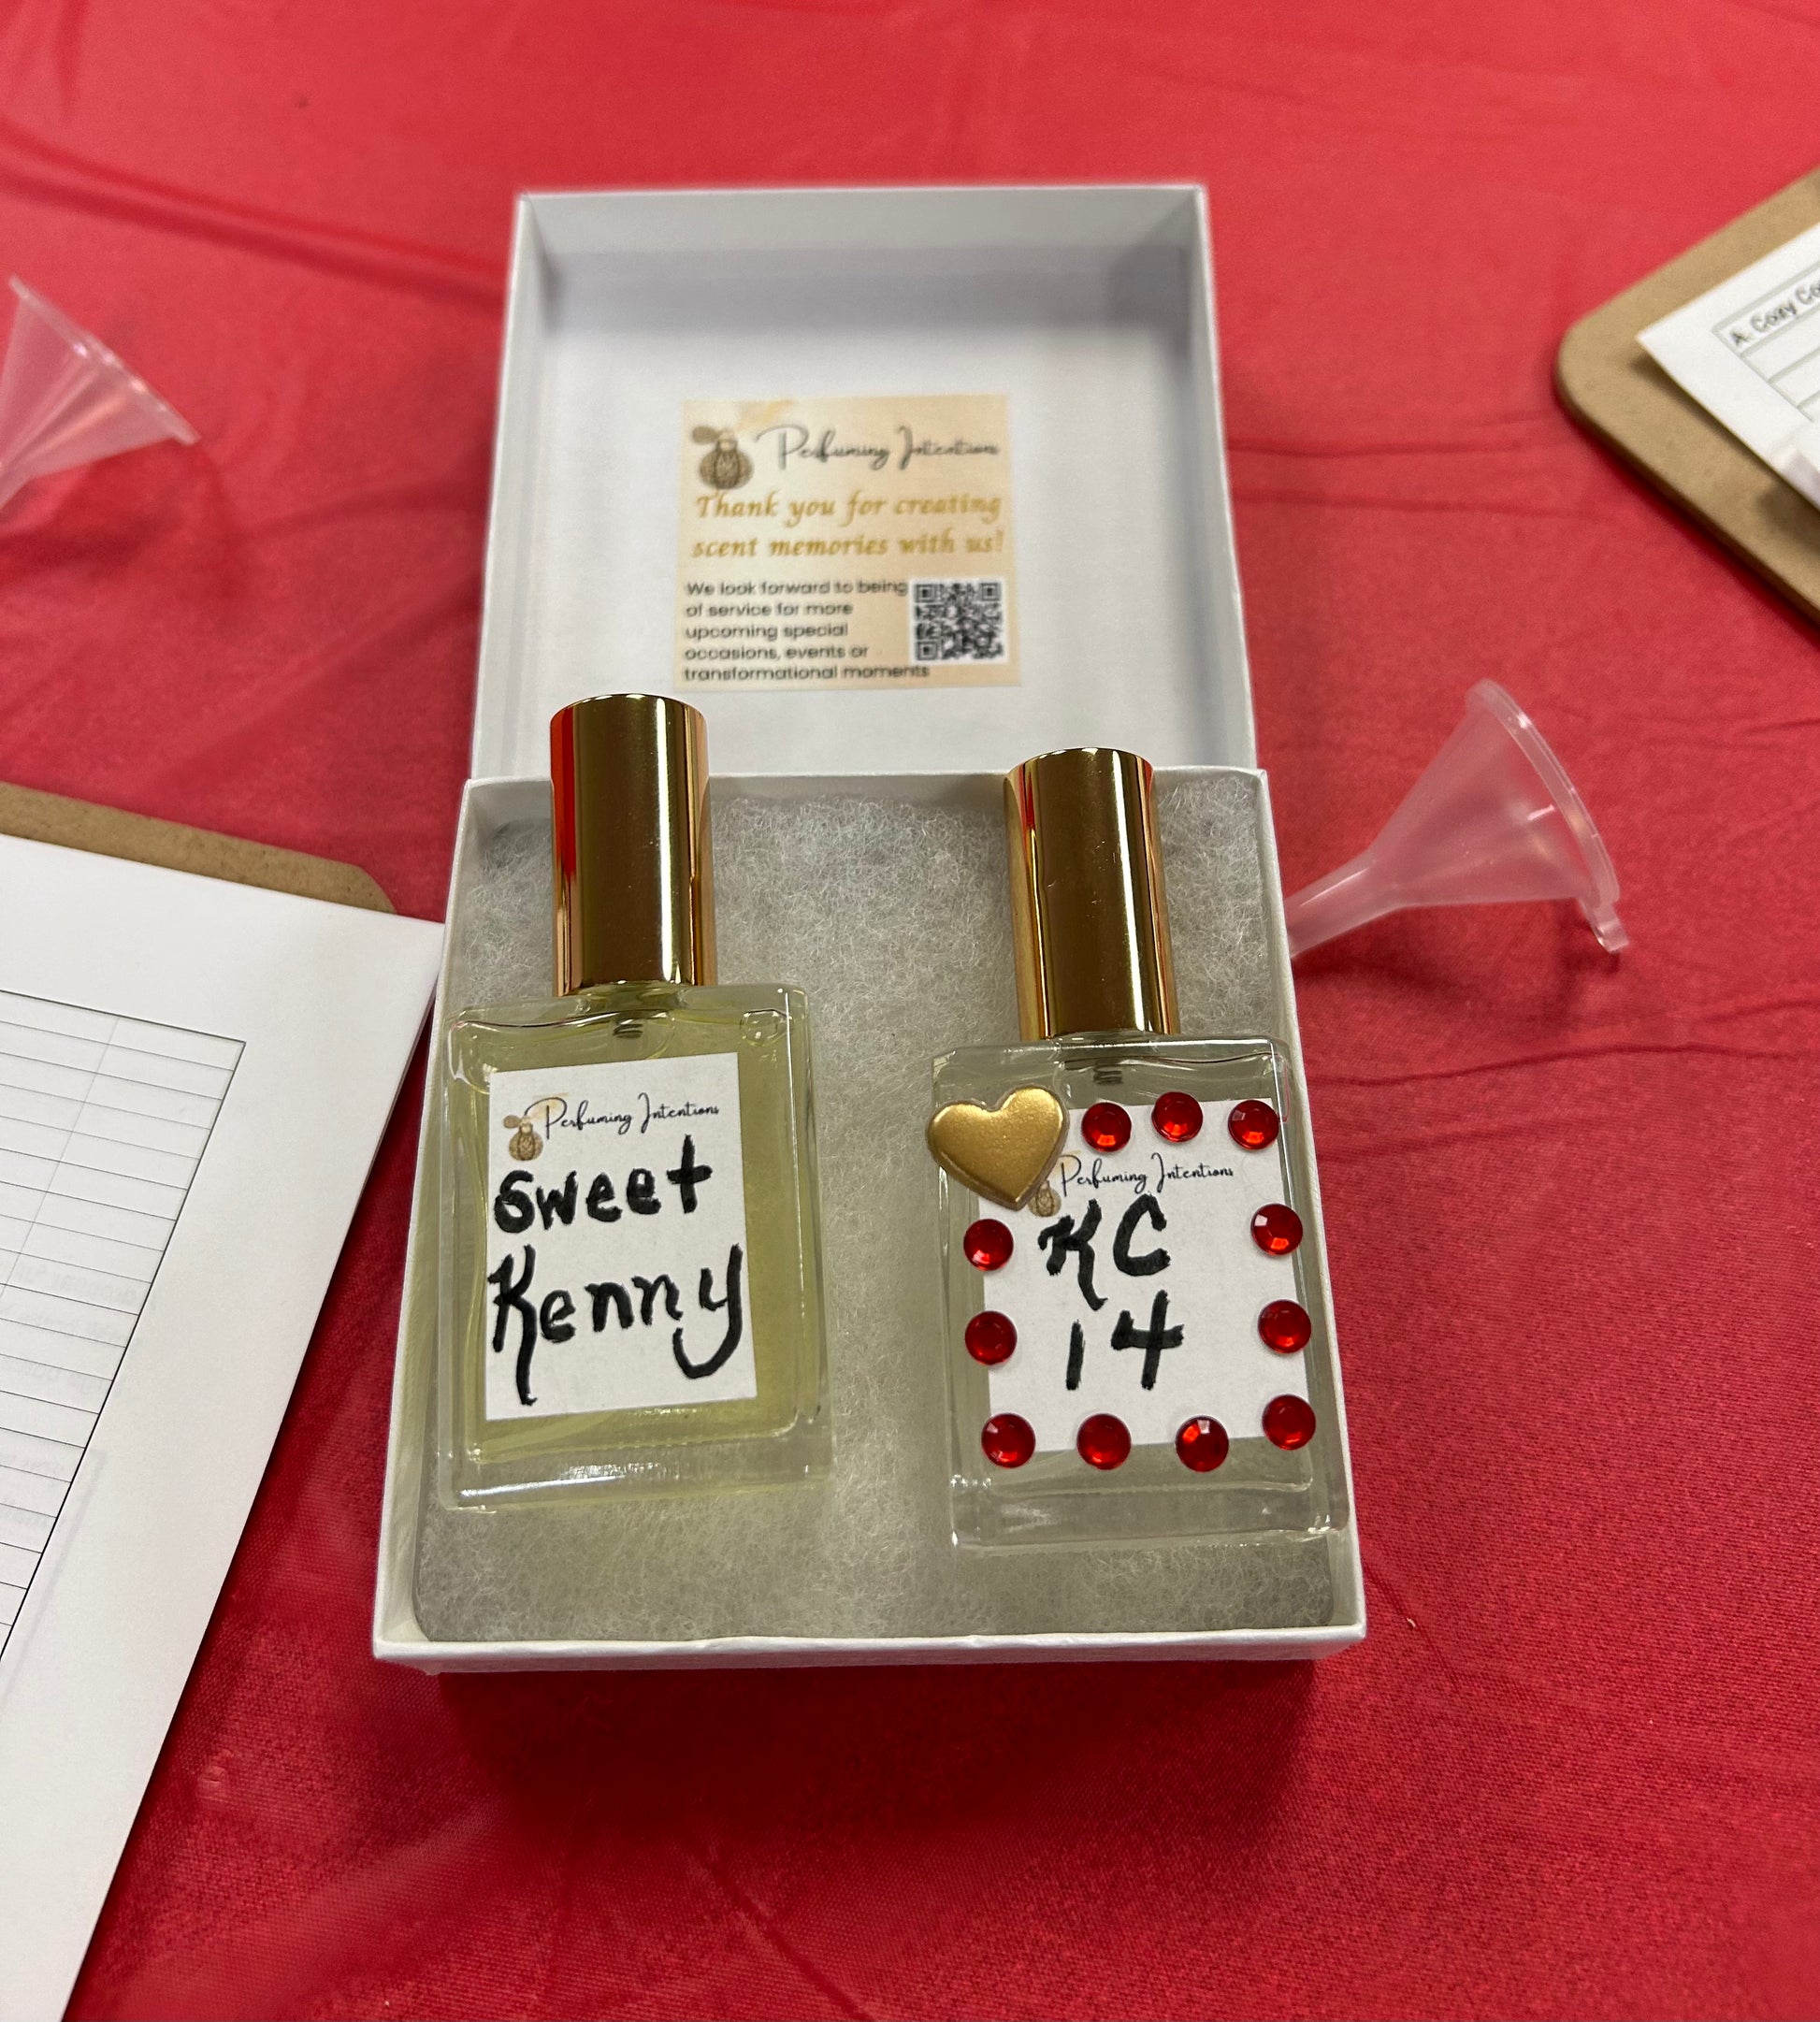 Perfuming Intentions
Thank you for creating
scent memories with us!
We look forward to being
of service for more
upcoming special
occasions, events or
transformational moments
Perfuming Intentions
Sweet
Kenny
Perfuming Intentions
KC
14
A. Cozy